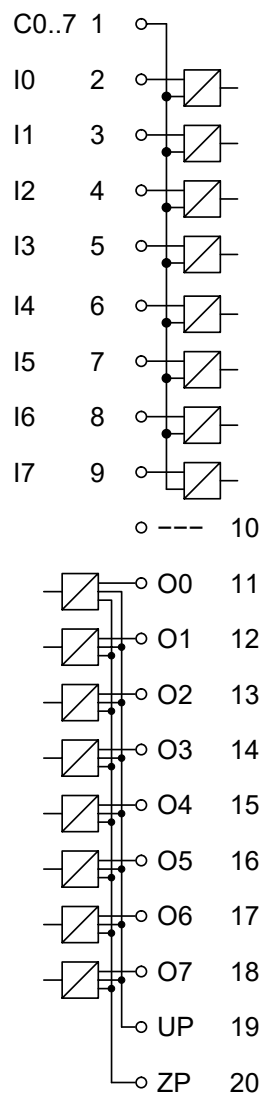 C0..7 1
I0 2
I1 3
I2 4
I3 5
I4 6
I5 7
I6 8
I7 9
--- 10
O0 11
O1 12
O2 13
O3 14
O4 15
O5 16
O6 17
O7 18
UP 19
ZP 20